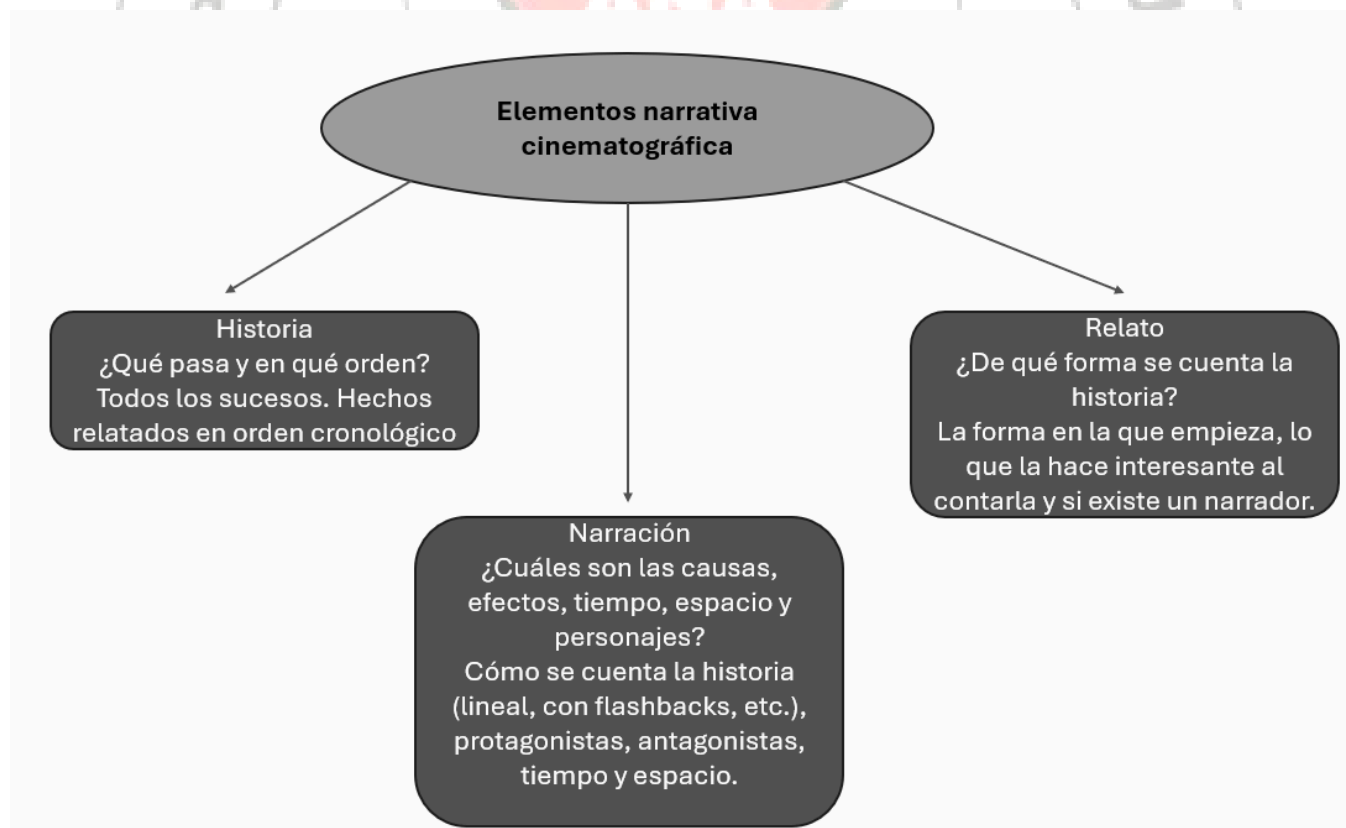 Elementos narrativa
cinematográfica
Historia
¿Qué pasa y en qué orden?
Todos los sucesos. Hechos
relatados en orden cronológico
Narración
¿Cuáles son las causas,
efectos, tiempo, espacio y
personajes?
Cómo se cuenta la historia
(lineal, con flashbacks, etc.),
protagonistas, antagonistas,
tiempo y espacio.
Relato
¿De qué forma se cuenta la
historia?
La forma en la que empieza, lo
que la hace interesante al
contarla y si existe un narrador.